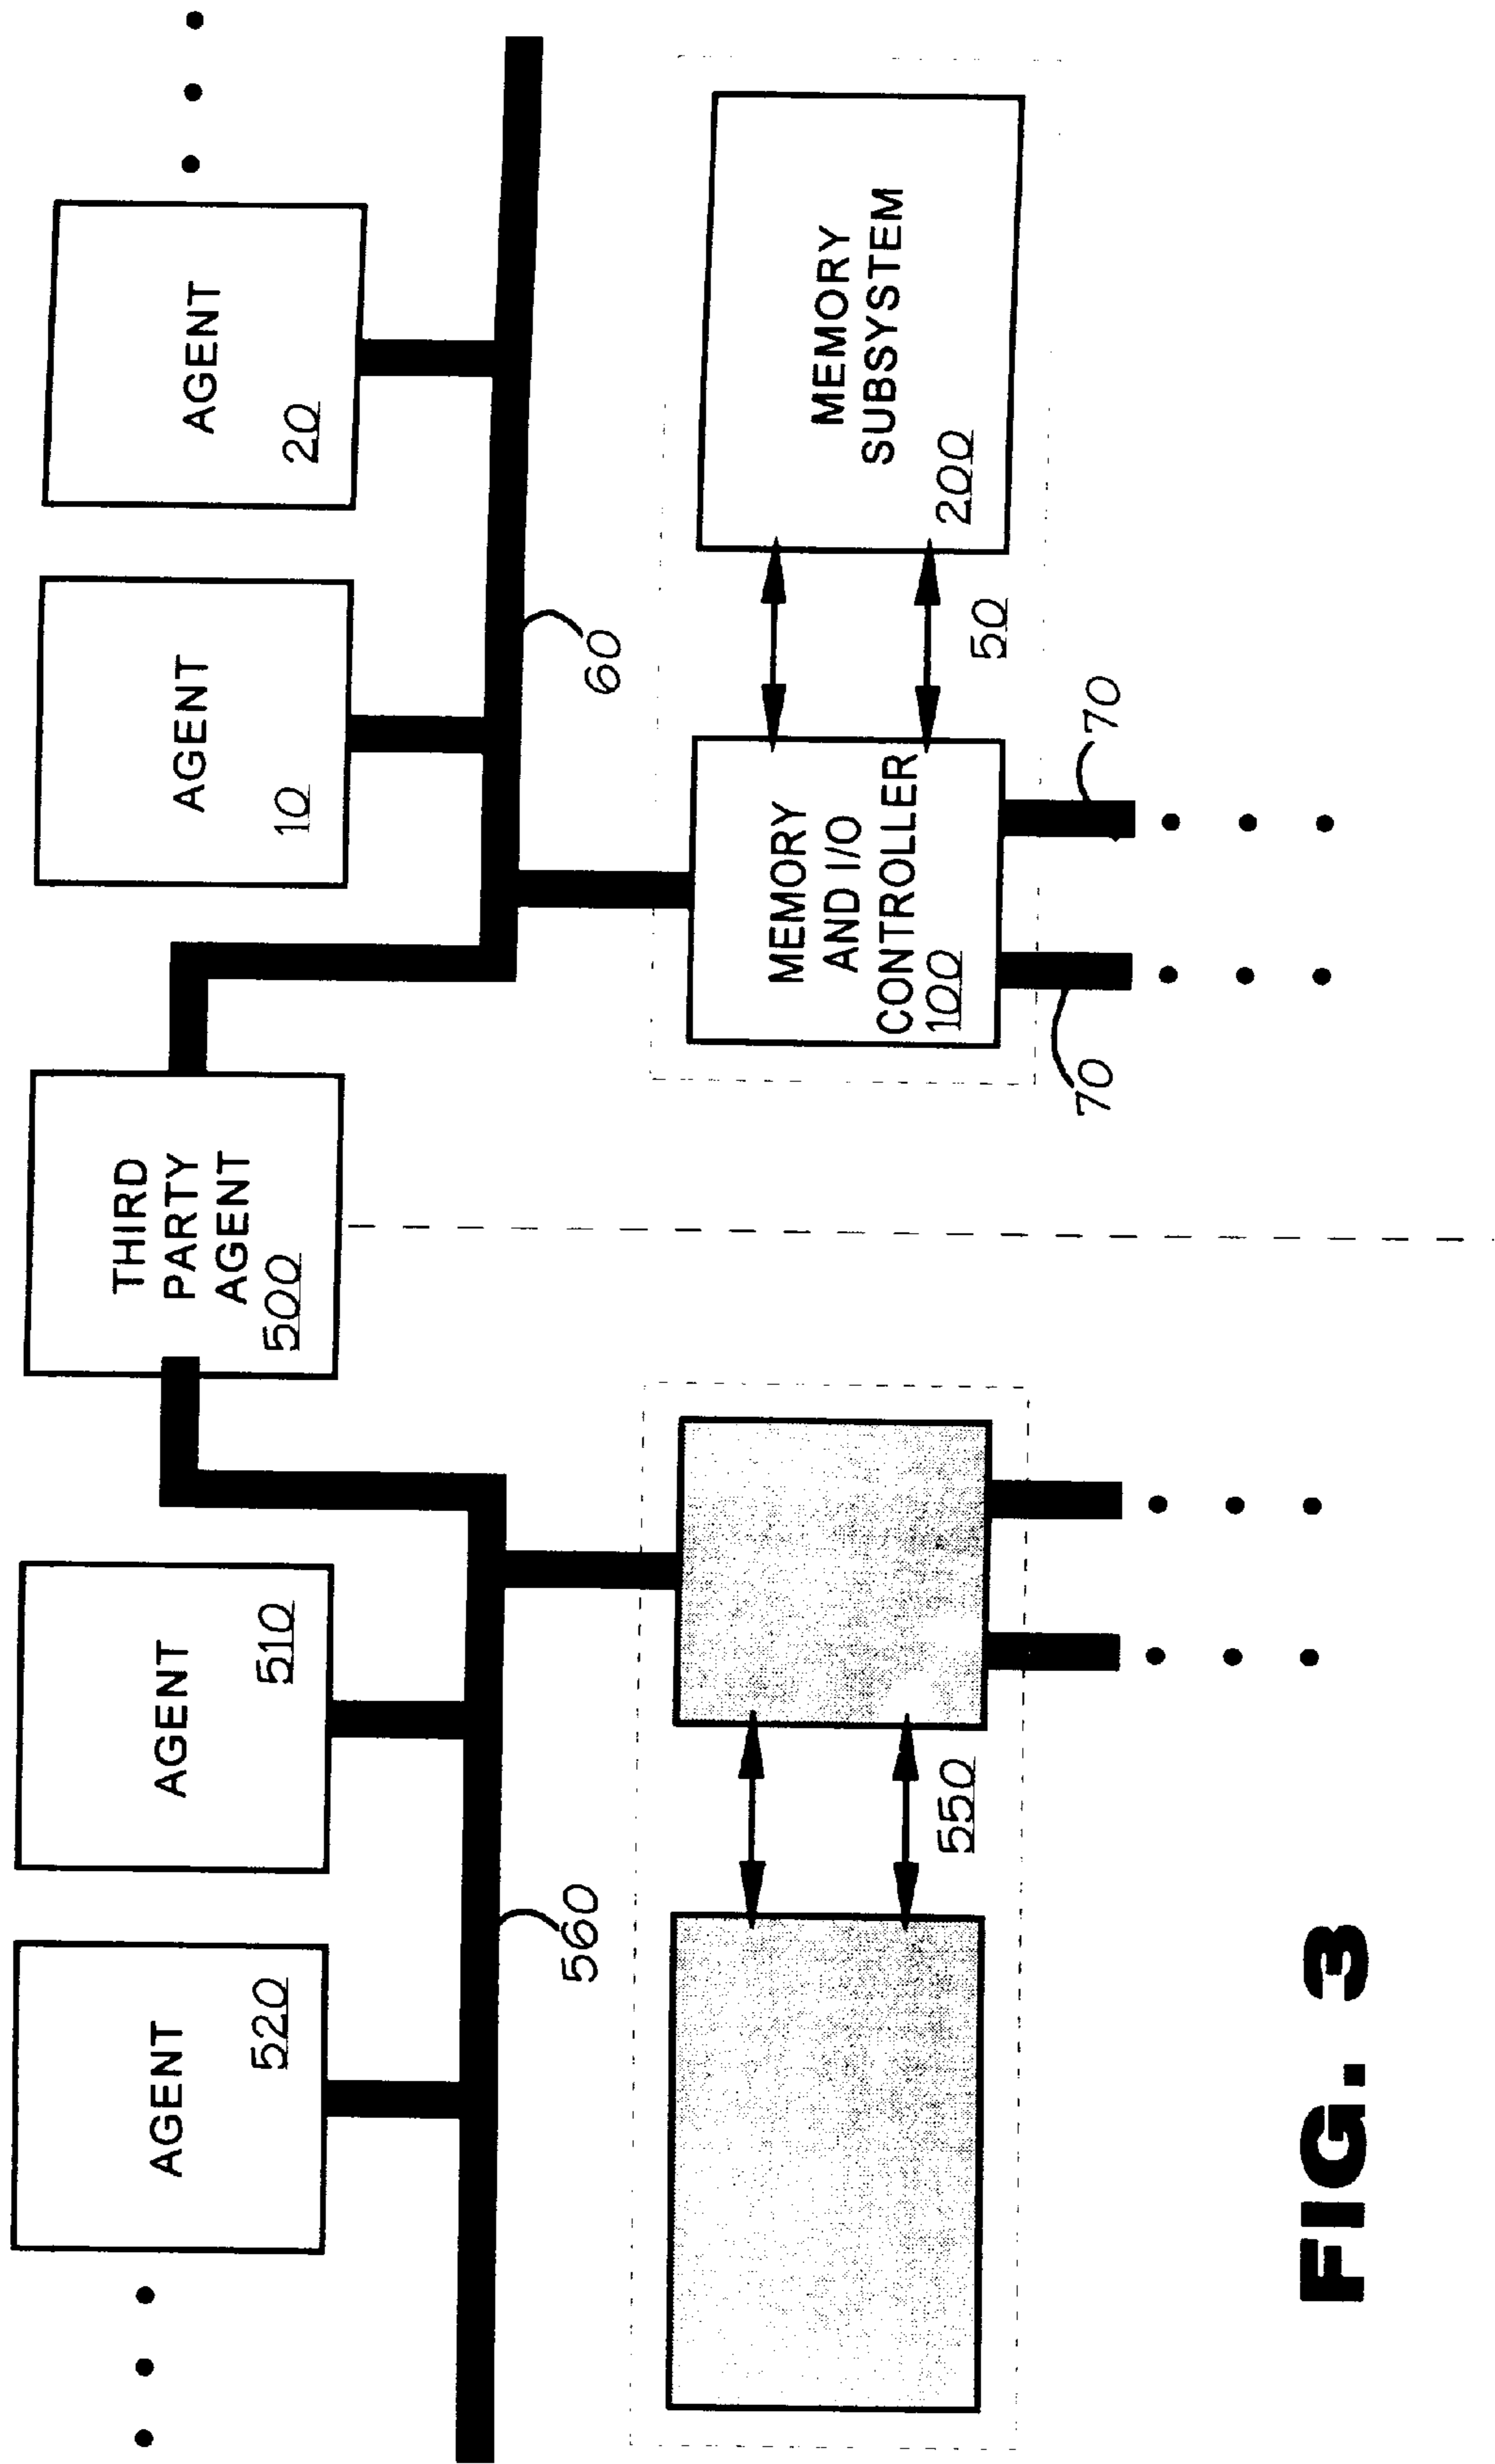 AGENT
520
AGENT
510
THIRD
PARTY
AGENT
500
AGENT
10
AGENT
20
560
60
550
MEMORY
AND I/O
CONTROLLER
100
50
MEMORY
SUBSYSTEM
200
70
70
FIG. 3